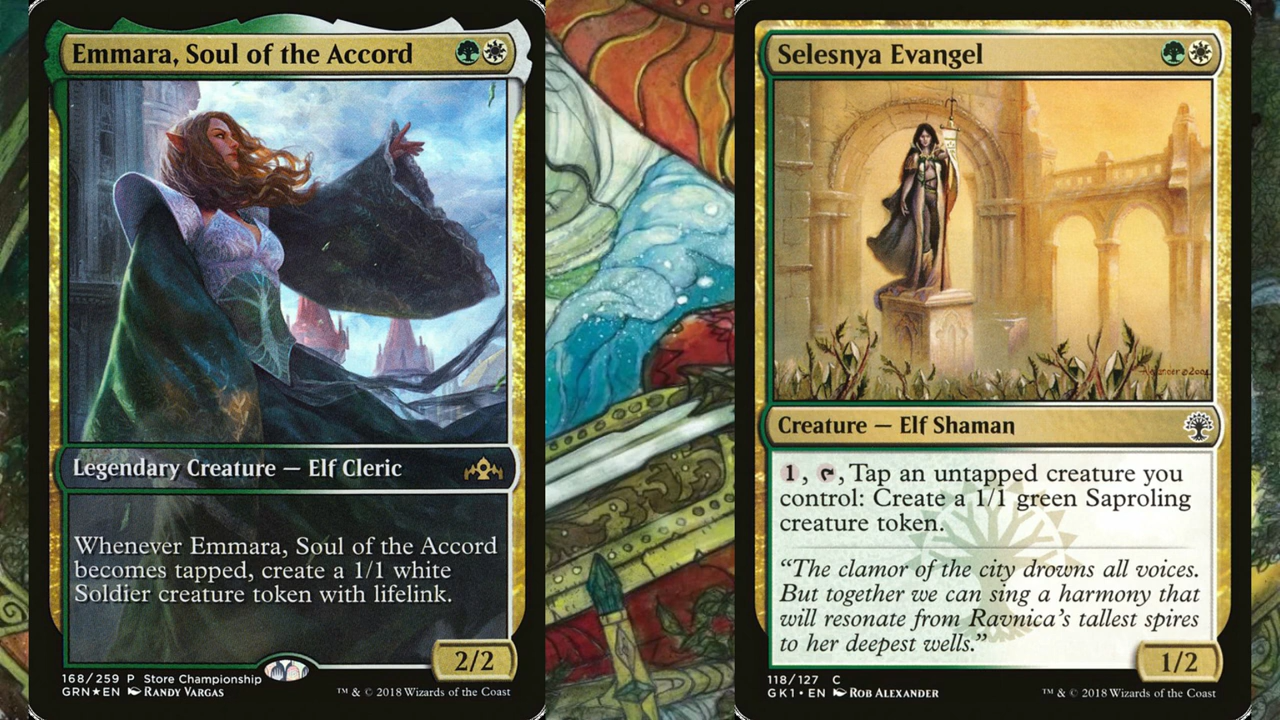 Emmara, Soul of the Accord
Legendary Creature — Elf Cleric
Whenever Emmara, Soul of the Accord
becomes tapped, create a 1/1 white
Soldier creature token with lifelink.
2/2
168/259 P Store Championship
GRN★EN Randy Vargas
™ & © 2018 Wizards of the Coast
Selesnya Evangel
Creature — Elf Shaman
1, , Tap an untapped creature you
control: Create a 1/1 green Saproling
creature token.
“The clamor of the city drowns all voices.
But together we can sing a harmony that
will resonate from Ravnica’s tallest spires
to her deepest wells.”
1/2
118/127 C
GK1 • EN Rob Alexander
™ & © 2018 Wizards of the Coast